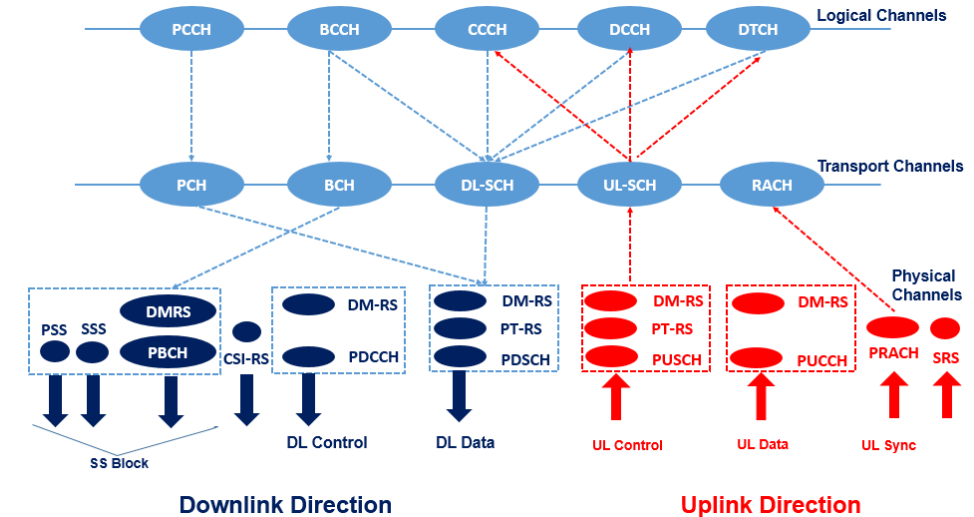 Logical Channels
PCCH
BCCH
CCCH
DCCH
DTCH
Transport Channels
PCH
BCH
DL-SCH
UL-SCH
RACH
Physical
Channels
PSS
SSS
DMRS
PBCH
CSI-RS
DM-RS
PDCCH
DM-RS
PT-RS
PDSCH
DM-RS
PT-RS
PUSCH
DM-RS
PUCCH
PRACH
SRS
SS Block
DL Control
DL Data
UL Control
UL Data
UL Sync
Downlink Direction
Uplink Direction